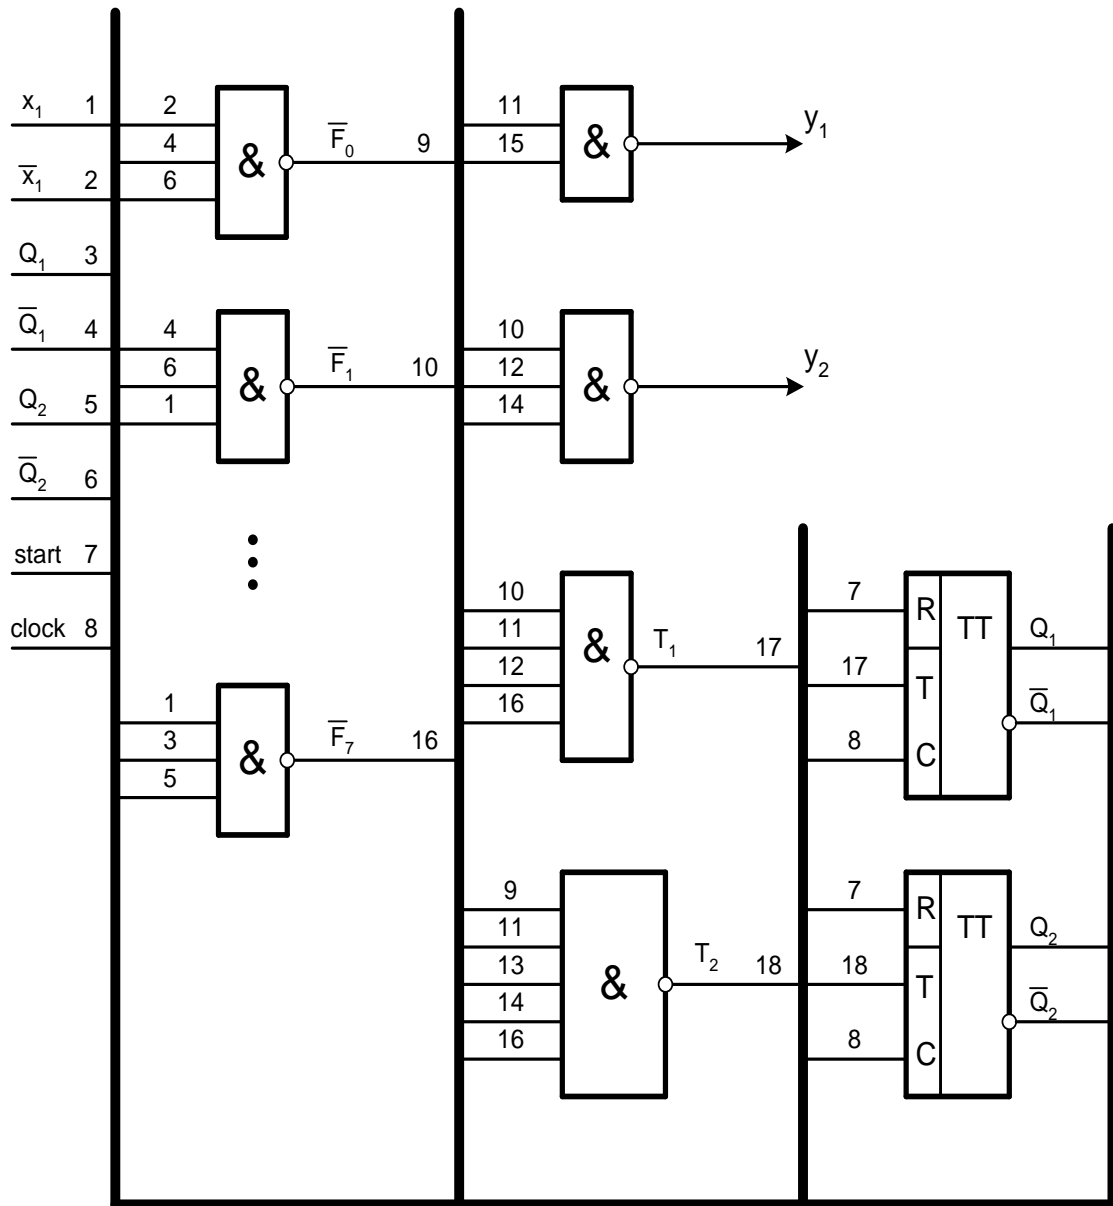 x₁ 1
x̅₁ 2
Q₁ 3
Q̅₁ 4
Q₂ 5
Q̅₂ 6
start 7
clock 8
2
4
6
&
F̅₀ 9
4
6
1
&
F̅₁ 10
1
3
5
&
F̅₇ 16
11
15
&
y₁
10
12
14
&
y₂
10
11
12
16
&
T₁ 17
9
11
13
14
16
&
T₂ 18
7
17
8
R
T
C
TT
Q₁
Q̅₁
7
18
8
R
T
C
TT
Q₂
Q̅₂